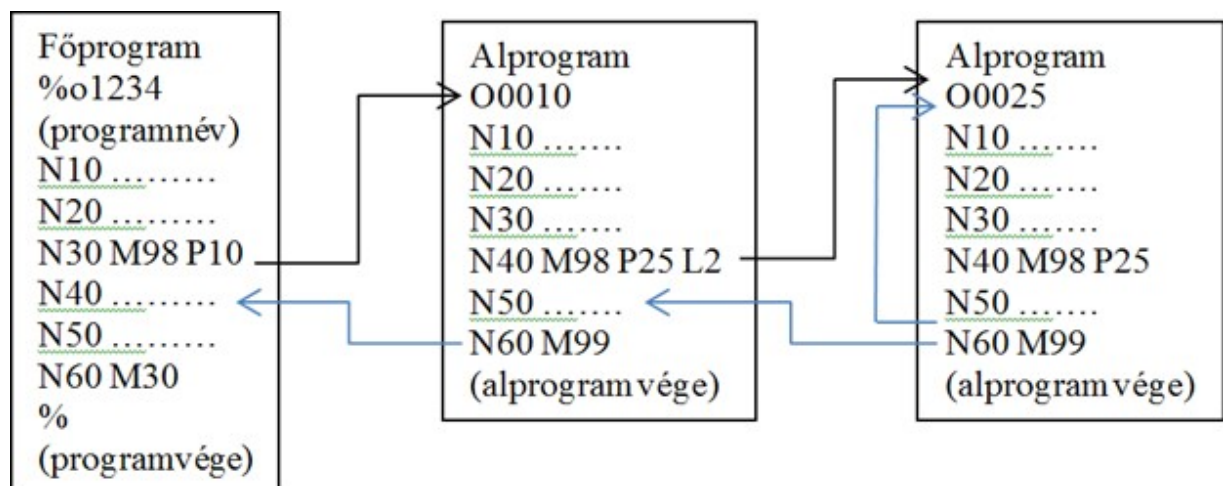 Főprogram
%o1234
(programnév)
N10 ………
N20 ………
N30 M98 P10
N40 ………
N50 ………
N60 M30
%
(programvége)
Alprogram
O0010
N10 …….
N20 …….
N30 …….
N40 M98 P25 L2
N50 …….
N60 M99
(alprogram vége)
Alprogram
O0025
N10 …….
N20 …….
N30 …….
N40 M98 P25
N50 …….
N60 M99
(alprogram vége)